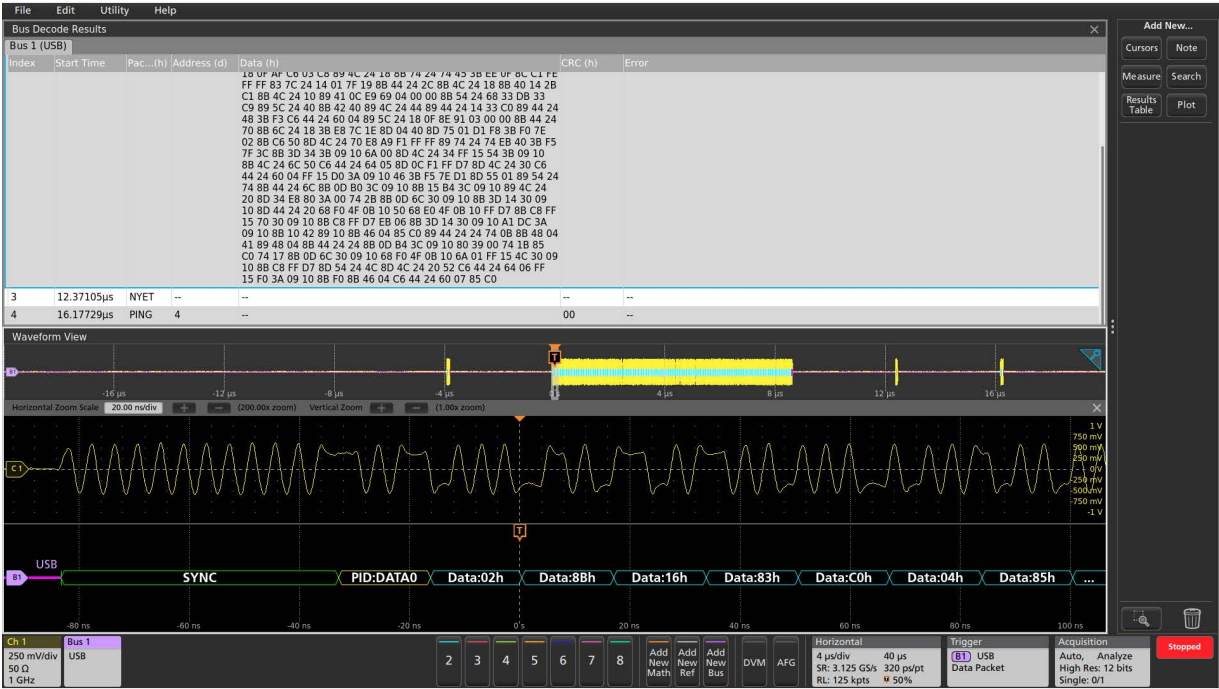 File Edit Utility Help
Bus Decode Results
Bus 1 (USB)
Index Start Time Pac...(h) Address (d) Data (h) CRC (h) Error
18 0F AF C6 03 C8 89 4C 24 18 8B 74 24 74 45 3B EE 0F 8C C1 FE
FF FF 83 7C 24 14 01 7F 19 8B 44 24 2C 8B 4C 24 18 8B 40 14 2B
C1 8B 4C 24 10 89 41 0C E9 69 04 00 00 8B 54 24 68 33 DB 33
C9 89 5C 24 40 8B 42 40 89 4C 24 44 89 44 24 14 33 C0 89 44 24
48 3B F3 C6 44 24 60 04 89 5C 24 18 0F 8E 91 03 00 00 8B 44 24
70 8B 6C 24 18 3B E8 7C 1E 8D 04 40 8D 75 01 D1 F8 3B F0 7E
02 8B C6 50 8D 4C 24 70 E8 A9 F1 FF FF 89 74 24 74 EB 40 3B F5
7F 3C 8B 3D 34 3B 09 10 6A 00 8D 4C 24 34 FF 15 54 3B 09 10
8B 4C 24 6C 50 C6 44 24 64 05 8D 0C F1 FF D7 8D 4C 24 30 C6
44 24 60 04 FF 15 D0 3A 09 10 46 3B F5 7E D1 8D 55 01 89 54 24
74 8B 44 24 6C 8B 0D B0 3C 09 10 8B 15 B4 3C 09 10 89 4C 24
20 8D 34 E8 80 3A 00 74 2B 8B 0D 6C 30 09 10 8B 3D 14 30 09
10 8D 44 24 20 68 F0 4F 0B 10 50 68 E0 4F 0B 10 FF D7 8B C8 FF
15 70 30 09 10 8B C8 FF D7 EB 06 8B 3D 14 30 09 10 A1 DC 3A
09 10 8B 10 42 89 10 8B 46 04 85 C0 89 44 24 24 74 0B 8B 48 04
41 89 48 04 8B 44 24 24 8B 0D B4 3C 09 10 80 39 00 74 1B 85
C0 74 17 8B 0D 6C 30 09 10 68 F0 4F 0B 10 6A 01 FF 15 4C 30 09
10 8B C8 FF D7 8D 54 24 4C 8D 4C 24 20 52 C6 44 24 64 06 FF
15 F0 3A 09 10 8B F0 8B 46 04 C6 44 24 60 07 85 C0
3 12.37105µs NYET -- -- -- --
4 16.17729µs PING 4 -- 00 --
Waveform View
T
B1
-16 µs -12 µs -8 µs -4 µs 4 µs 8 µs 12 µs 16 µs
Horizontal Zoom Scale 20.00 ns/div (200.00x zoom) Vertical Zoom (1.00x zoom)
1 V
750 mV
500 mV
250 mV
C1 0 V
-250 mV
-500 mV
-750 mV
-1 V
T
USB
B1 SYNC PID:DATA0 Data:02h Data:8Bh Data:16h Data:83h Data:C0h Data:04h Data:85h ...
-80 ns -60 ns -40 ns -20 ns 0 s 20 ns 40 ns 60 ns 80 ns 100 ns
Add New...
Cursors Note
Measure Search
Results Table Plot
Ch 1
250 mV/div
50 Ω
1 GHz
Bus 1
USB
2 3 4 5 6 7 8
Add New Math
Add New Ref
Add New Bus
DVM AFG
Horizontal
4 µs/div 40 µs
SR: 3.125 GS/s 320 ps/pt
RL: 125 kpts 50%
Trigger
B1 USB
Data Packet
Acquisition
Auto, Analyze
High Res: 12 bits
Single: 0/1
Stopped